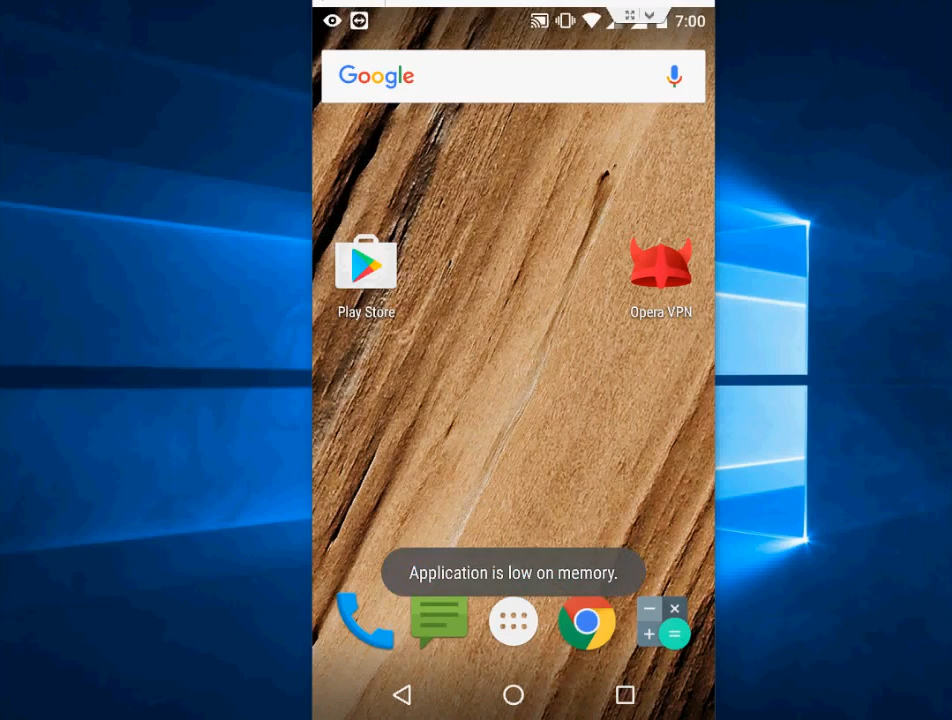 7:00
Google
Play Store
Opera VPN
Application is low on memory.